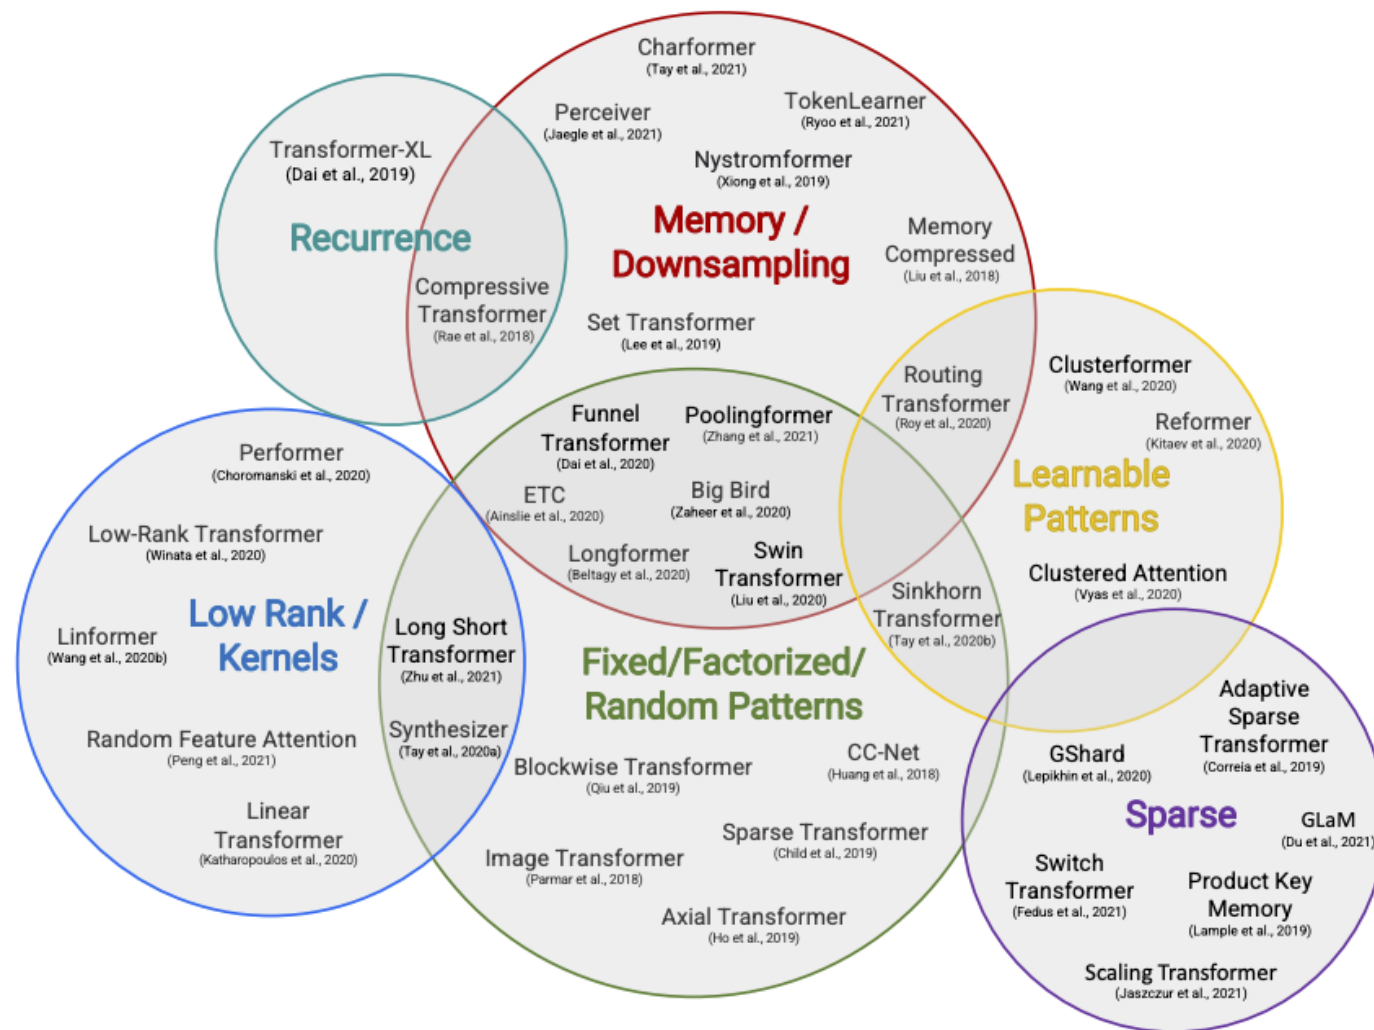 Charformer
(Tay et al., 2021)
Perceiver
(Jaegle et al., 2021)
TokenLearner
(Ryoo et al., 2021)
Transformer-XL
(Dai et al., 2019)
Nystromformer
(Xiong et al., 2019)
Recurrence
Memory /
Downsampling
Memory
Compressed
(Liu et al., 2018)
Compressive
Transformer
(Rae et al., 2018)
Set Transformer
(Lee et al., 2019)
Routing
Transformer
(Roy et al., 2020)
Clusterformer
(Wang et al., 2020)
Reformer
(Kitaev et al., 2020)
Learnable
Patterns
Clustered Attention
(Vyas et al., 2020)
Funnel
Transformer
(Dai et al., 2020)
Poolingformer
(Zhang et al., 2021)
ETC
(Ainslie et al., 2020)
Big Bird
(Zaheer et al., 2020)
Longformer
(Beltagy et al., 2020)
Swin
Transformer
(Liu et al., 2020)
Sinkhorn
Transformer
(Tay et al., 2020b)
Performer
(Choromanski et al., 2020)
Low-Rank Transformer
(Winata et al., 2020)
Low Rank /
Kernels
Linformer
(Wang et al., 2020b)
Long Short
Transformer
(Zhu et al., 2021)
Synthesizer
(Tay et al., 2020a)
Random Feature Attention
(Peng et al., 2021)
Linear
Transformer
(Katharopoulos et al., 2020)
Fixed/Factorized/
Random Patterns
Blockwise Transformer
(Qiu et al., 2019)
CC-Net
(Huang et al., 2018)
Sparse Transformer
(Child et al., 2019)
Image Transformer
(Parmar et al., 2018)
Axial Transformer
(Ho et al., 2019)
Adaptive
Sparse
Transformer
(Correia et al., 2019)
GShard
(Lepikhin et al., 2020)
Sparse
GLaM
(Du et al., 2021)
Switch
Transformer
(Fedus et al., 2021)
Product Key
Memory
(Lample et al., 2019)
Scaling Transformer
(Jaszczur et al., 2021)